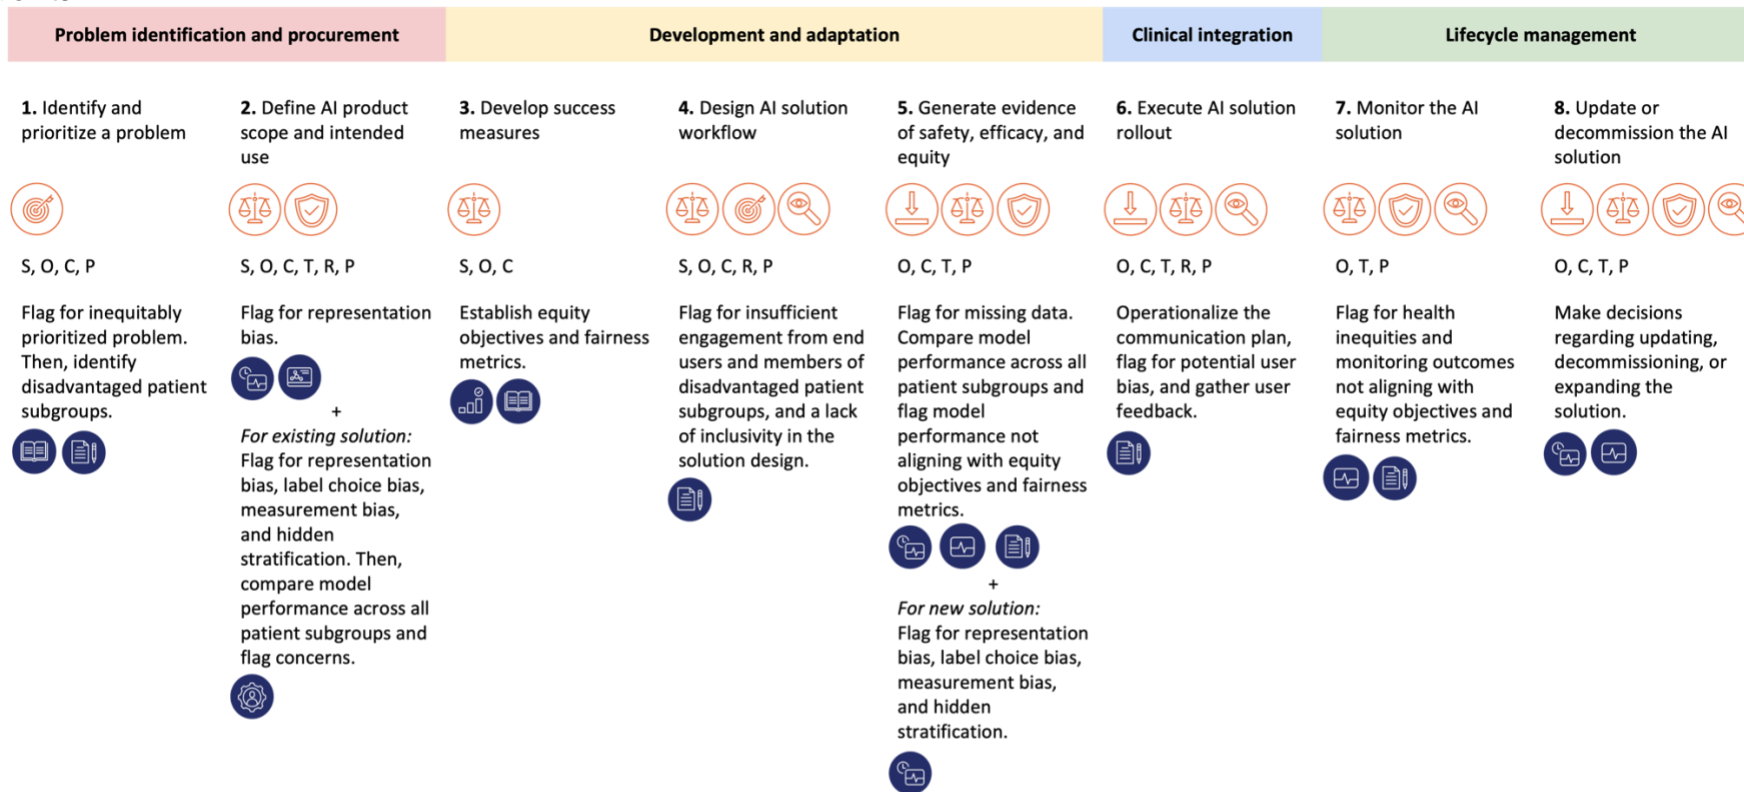 Problem identification and procurement
Development and adaptation
Clinical integration
Lifecycle management
1. Identify and
prioritize a problem
S, O, C, P
Flag for inequitably
prioritized problem.
Then, identify
disadvantaged patient
subgroups.
2. Define AI product
scope and intended
use
S, O, C, T, R, P
Flag for representation
bias.
+
For existing solution:
Flag for representation
bias, label choice bias,
measurement bias,
and hidden
stratification. Then,
compare model
performance across all
patient subgroups and
flag concerns.
3. Develop success
measures
S, O, C
Establish equity
objectives and fairness
metrics.
4. Design AI solution
workflow
S, O, C, R, P
Flag for insufficient
engagement from end
users and members of
disadvantaged patient
subgroups, and a lack
of inclusivity in the
solution design.
5. Generate evidence
of safety, efficacy, and
equity
O, C, T, P
Flag for missing data.
Compare model
performance across all
patient subgroups and
flag model
performance not
aligning with equity
objectives and fairness
metrics.
+
For new solution:
Flag for representation
bias, label choice bias,
measurement bias,
and hidden
stratification.
6. Execute AI solution
rollout
O, C, T, R, P
Operationalize the
communication plan,
flag for potential user
bias, and gather user
feedback.
7. Monitor the AI
solution
O, T, P
Flag for health
inequities and
monitoring outcomes
not aligning with
equity objectives and
fairness metrics.
8. Update or
decommission the AI
solution
O, C, T, P
Make decisions
regarding updating,
decommissioning, or
expanding the
solution.